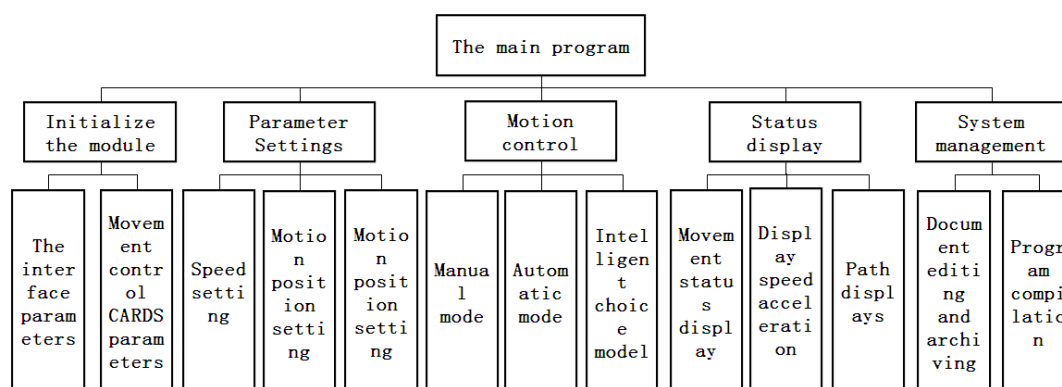 The main program
Initialize
the module
Parameter
Settings
Motion
control
Status
display
System
management
The
inter
face
param
eters
Movem
ent
contr
ol
CARDS
param
eters
Speed
setti
ng
Motio
n
posit
ion
setti
ng
Motio
n
posit
ion
setti
ng
Manua
l
mode
Autom
atic
mode
Intel
ligen
t
choice
model
Movem
ent
statu
s
displ
ay
Displ
ay
speed
accel
erati
on
Path
displ
ays
Docum
ent
editi
ng
and
archi
ving
Progr
am
compi
latio
n